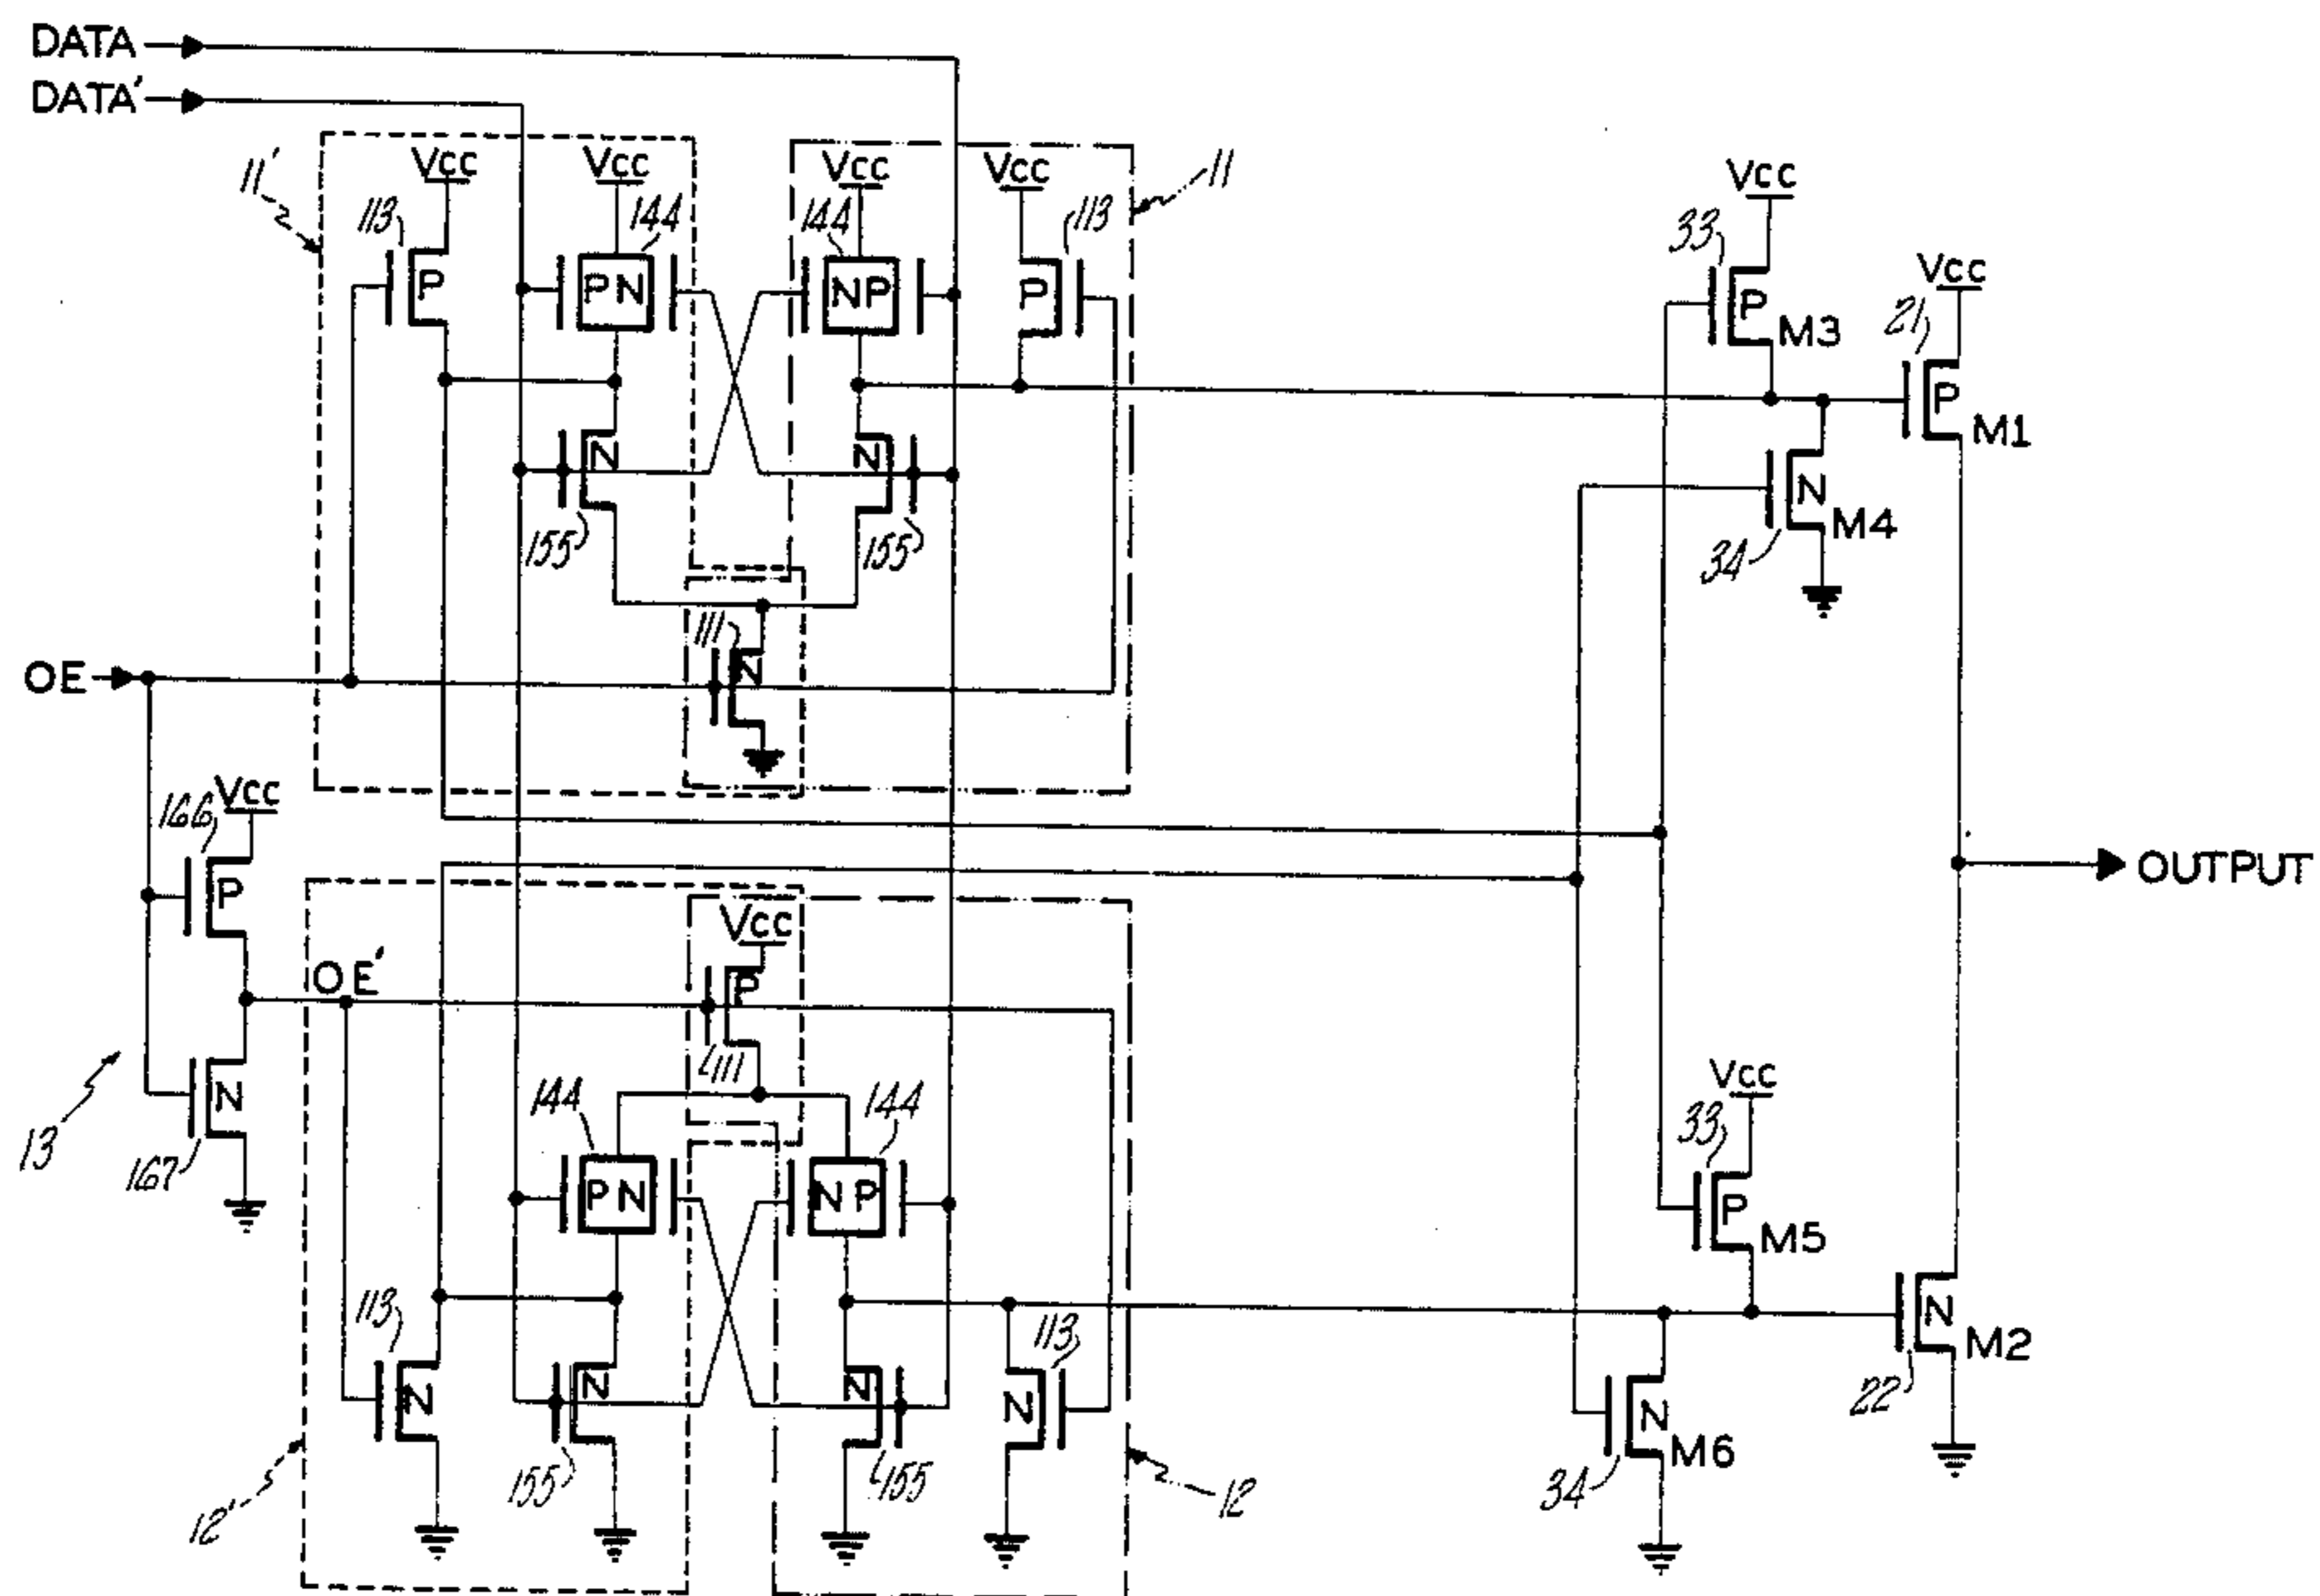 DATA
DATA'
11'
Vcc
Vcc
Vcc
Vcc
11
113
144
144
113
P
PN
NP
P
Vcc
33
P
M3
Vcc
21
P
M1
N
N
155
155
N
M4
34
111
N
OE
166
Vcc
P
OUTPUT
Vcc
OE'
P
111
13
N
167
144
144
PN
NP
Vcc
33
P
M5
113
N
N
N
113
N
N
M2
22
155
155
N
M6
34
12'
12